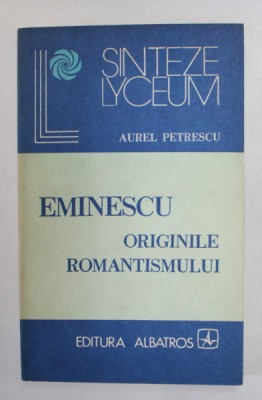 SINTEZE
LYCEUM
AUREL PETRESCU
EMINESCU
ORIGINILE
ROMANTISMULUI
EDITURA ALBATROS